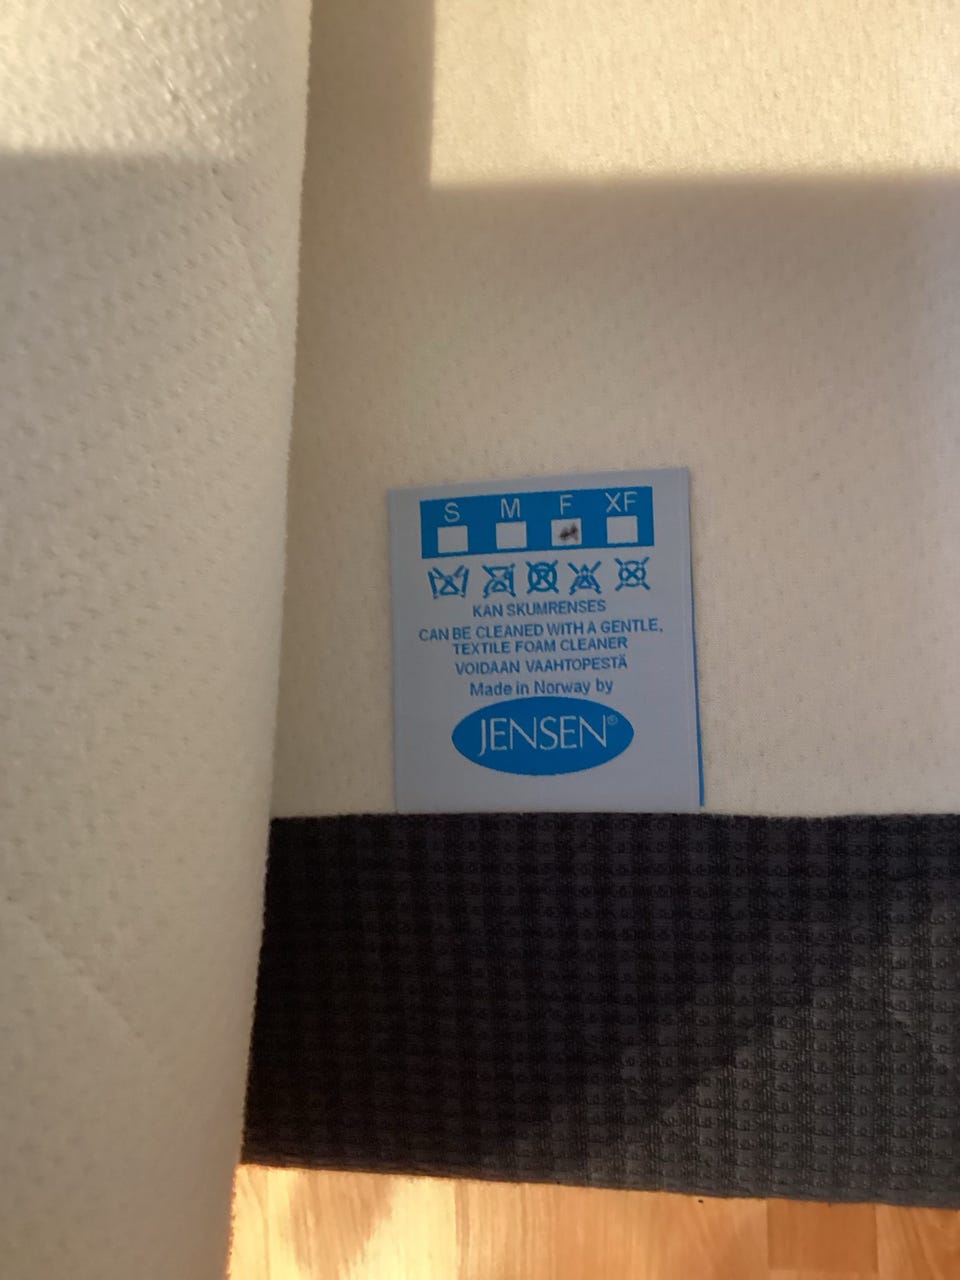 S M F XF
KAN SKUMRENSES
CAN BE CLEANED WITH A GENTLE,
TEXTILE FOAM CLEANER
VOIDAAN VAAHTOPESTÄ
Made in Norway by
JENSEN®